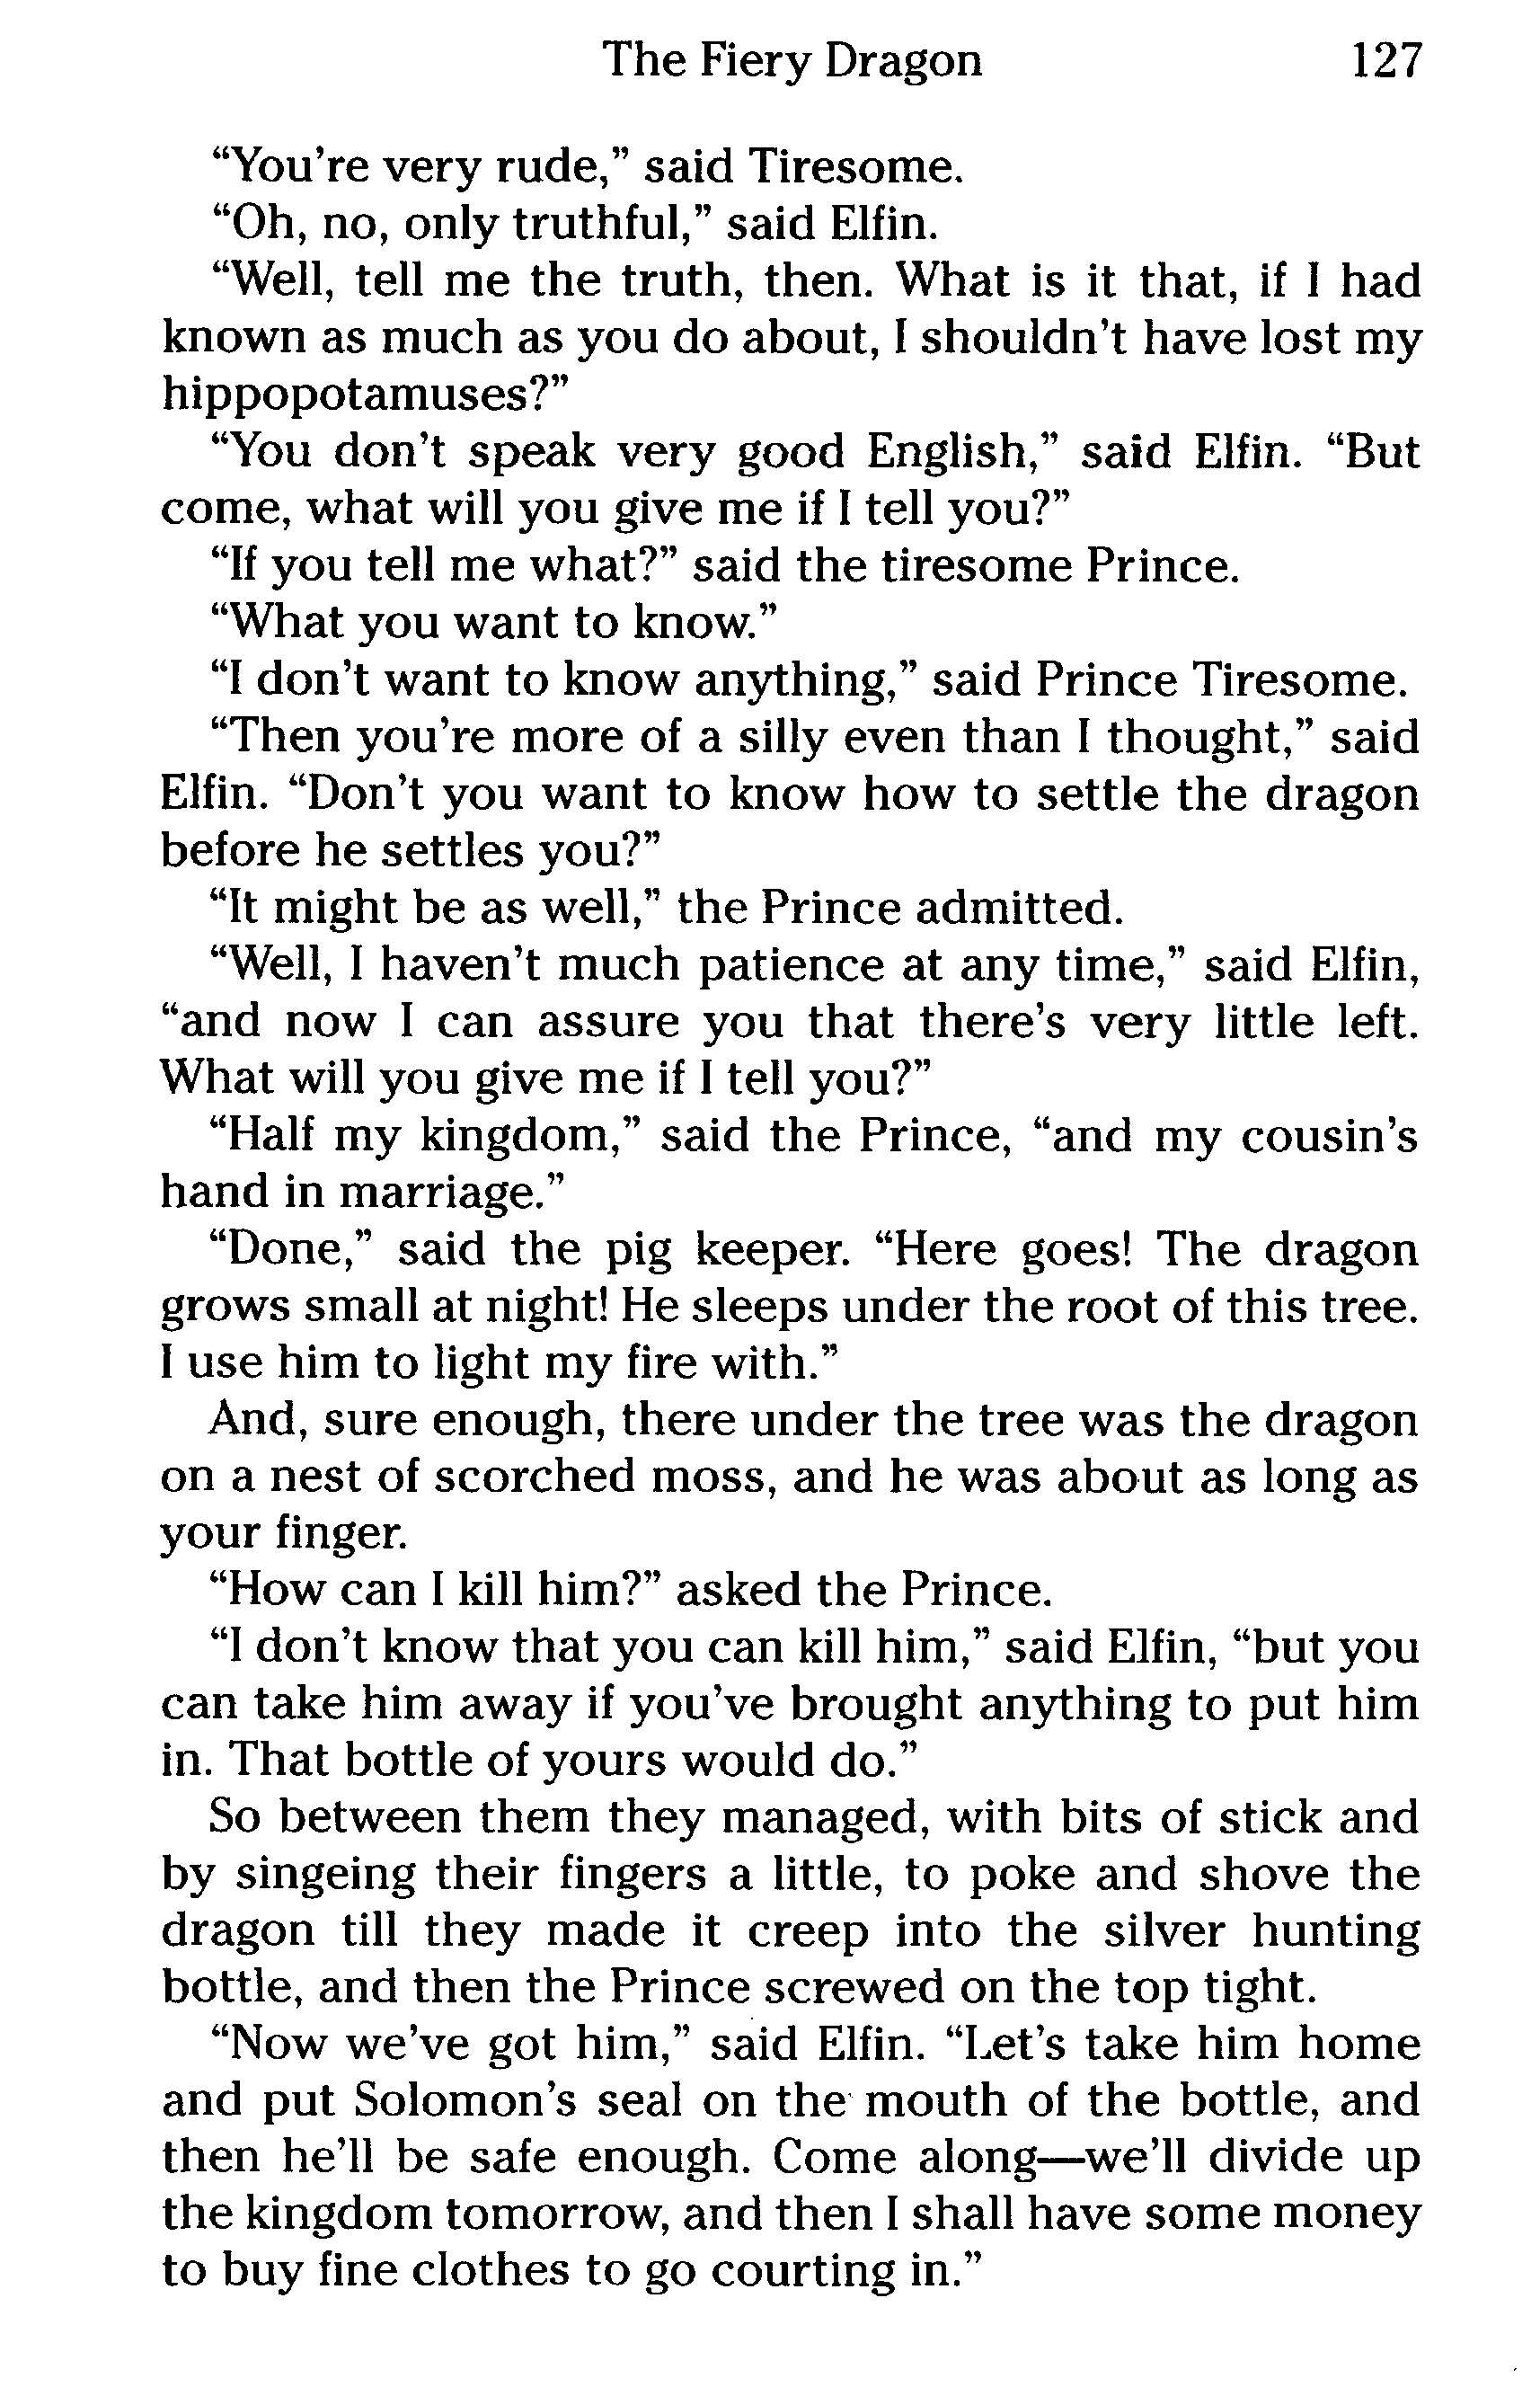 The Fiery Dragon 127
“You’re very rude,” said Tiresome.
“Oh, no, only truthful,” said Elfin.
“Well, tell me the truth, then. What is it that, if I had
known as much as you do about, I shouldn’t have lost my
hippopotamuses?”
“You don’t speak very good English,” said Elfin. “But
come, what will you give me if I tell you?”
“If you tell me what?” said the tiresome Prince.
“What you want to know.”
“I don’t want to know anything,” said Prince Tiresome.
“Then you’re more of a silly even than I thought,” said
Elfin. “Don’t you want to know how to settle the dragon
before he settles you?”
“It might be as well,” the Prince admitted.
“Well, I haven’t much patience at any time,” said Elfin,
“and now I can assure you that there’s very little left.
What will you give me if I tell you?”
“Half my kingdom,” said the Prince, “and my cousin’s
hand in marriage.”
“Done,” said the pig keeper. “Here goes! The dragon
grows small at night! He sleeps under the root of this tree.
I use him to light my fire with.”
And, sure enough, there under the tree was the dragon
on a nest of scorched moss, and he was about as long as
your finger.
“How can I kill him?” asked the Prince.
“I don’t know that you can kill him,” said Elfin, “but you
can take him away if you’ve brought anything to put him
in. That bottle of yours would do.”
So between them they managed, with bits of stick and
by singeing their fingers a little, to poke and shove the
dragon till they made it creep into the silver hunting
bottle, and then the Prince screwed on the top tight.
“Now we’ve got him,” said Elfin. “Let’s take him home
and put Solomon’s seal on the mouth of the bottle, and
then he’ll be safe enough. Come along—we’ll divide up
the kingdom tomorrow, and then I shall have some money
to buy fine clothes to go courting in.”